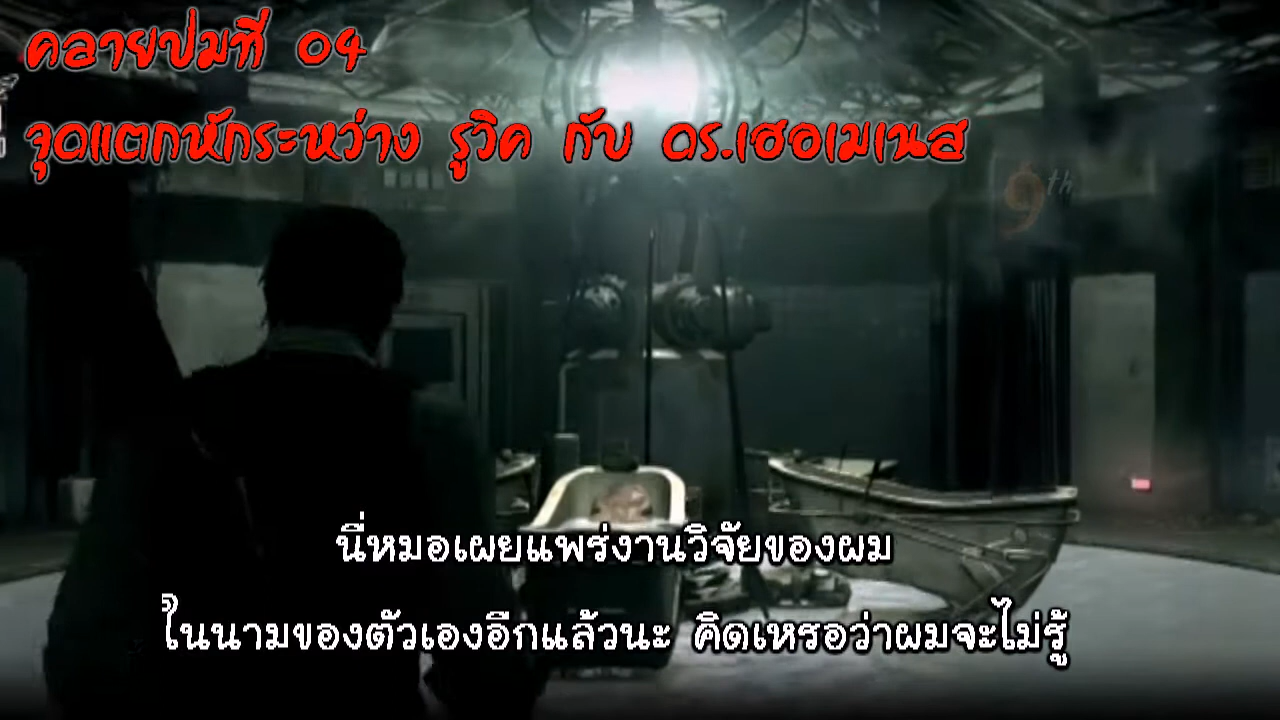 คลายปมที่ 04
จุดแตกหักระหว่าง รูวิค กับ ดร.เฮอเมเนส
9th
นี่หมอเผยแพร่งานวิจัยของผม
ในนามของตัวเองอีกแล้วนะ คิดเหรอว่าผมจะไม่รู้